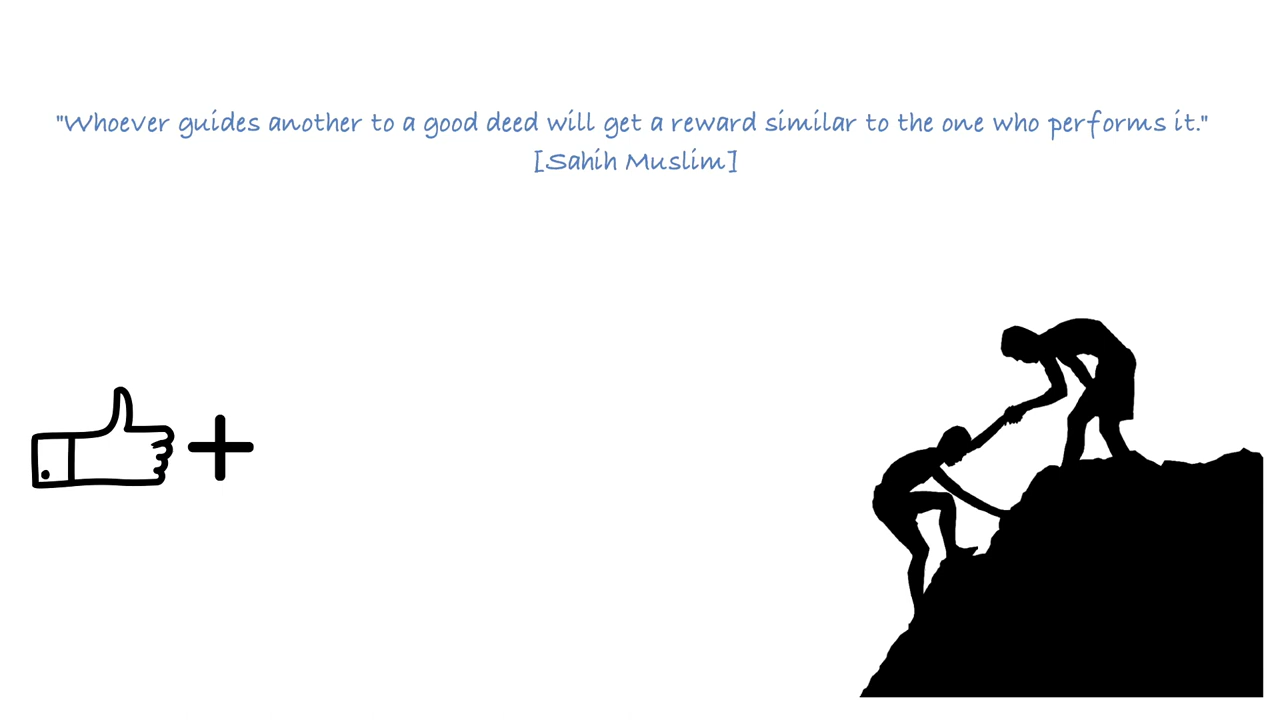 "Whoever guides another to a good deed will get a reward similar to the one who performs it."
[Sahih Muslim]